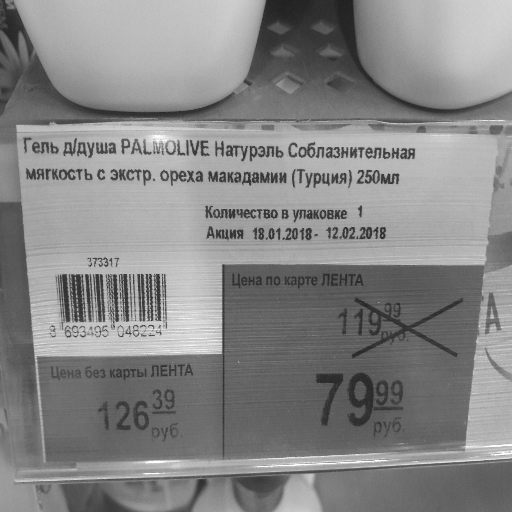 Гель д/душа PALMOLIVE Натурэль Соблазнительная
мягкость с экстр. ореха макадамии (Турция) 250мл
Количество в упаковке 1
Акция 18.01.2018 - 12.02.2018
373317
8 693495 048224
Цена по карте ЛЕНТА
119 99
руб.
Цена без карты ЛЕНТА
126 39
руб.
79 99
руб.